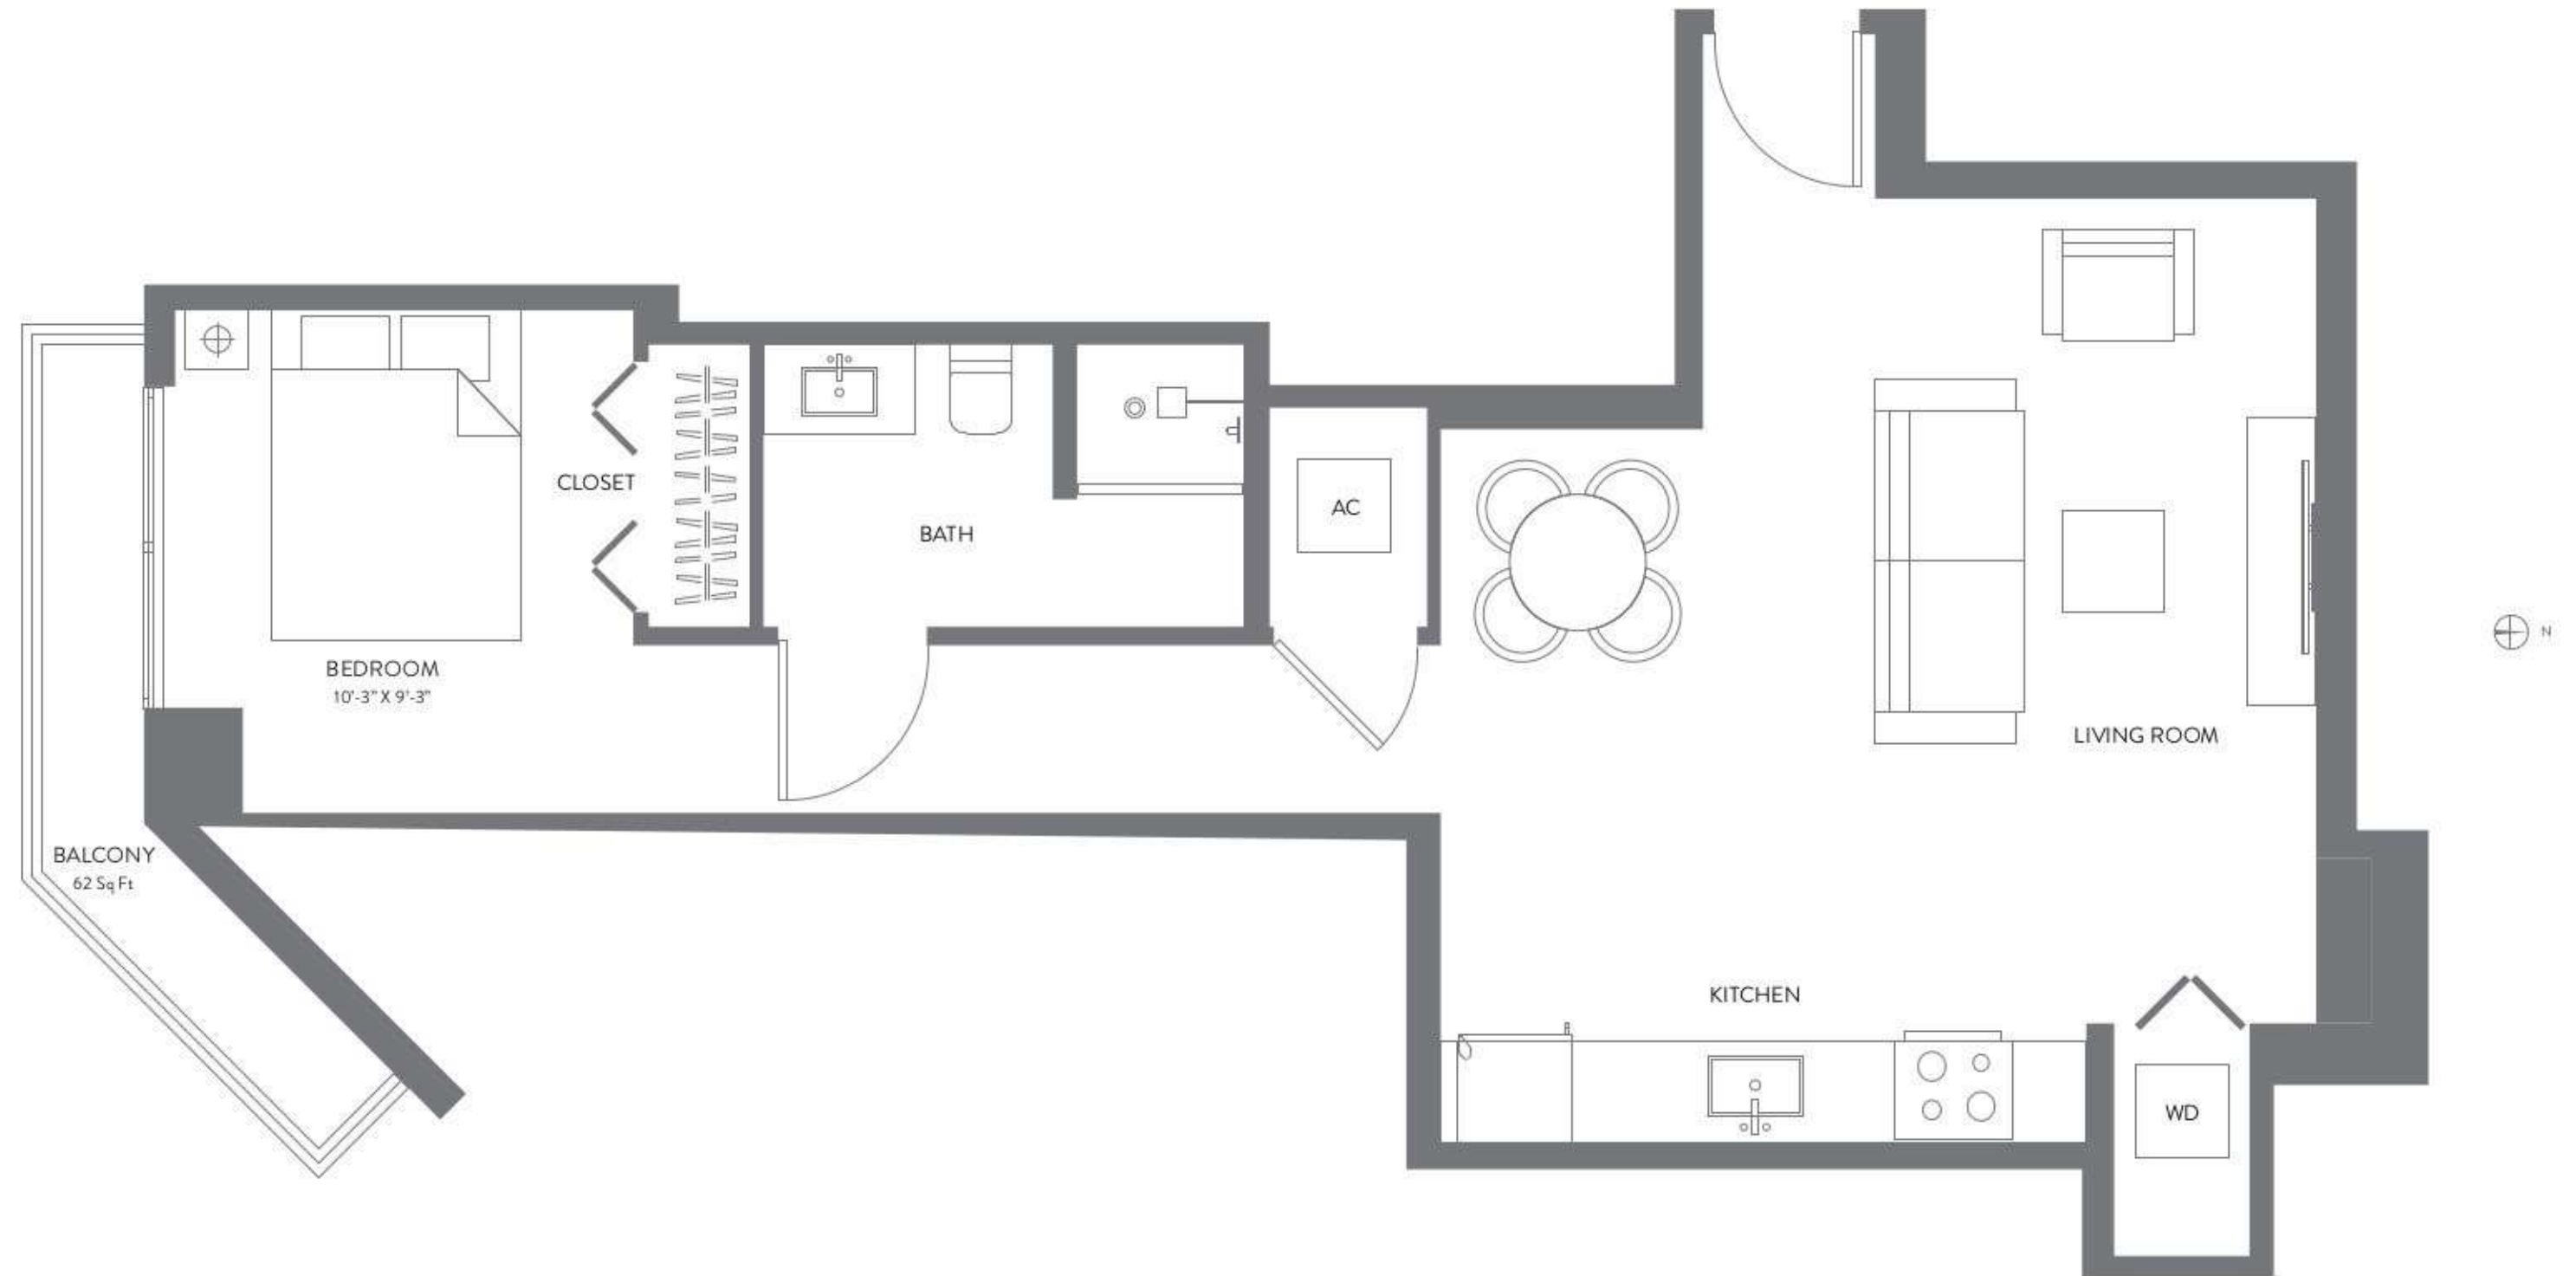 CLOSET
AC
BATH
N
BEDROOM
10'-3" X 9'-3"
LIVING ROOM
BALCONY
62 Sq Ft
KITCHEN
WD